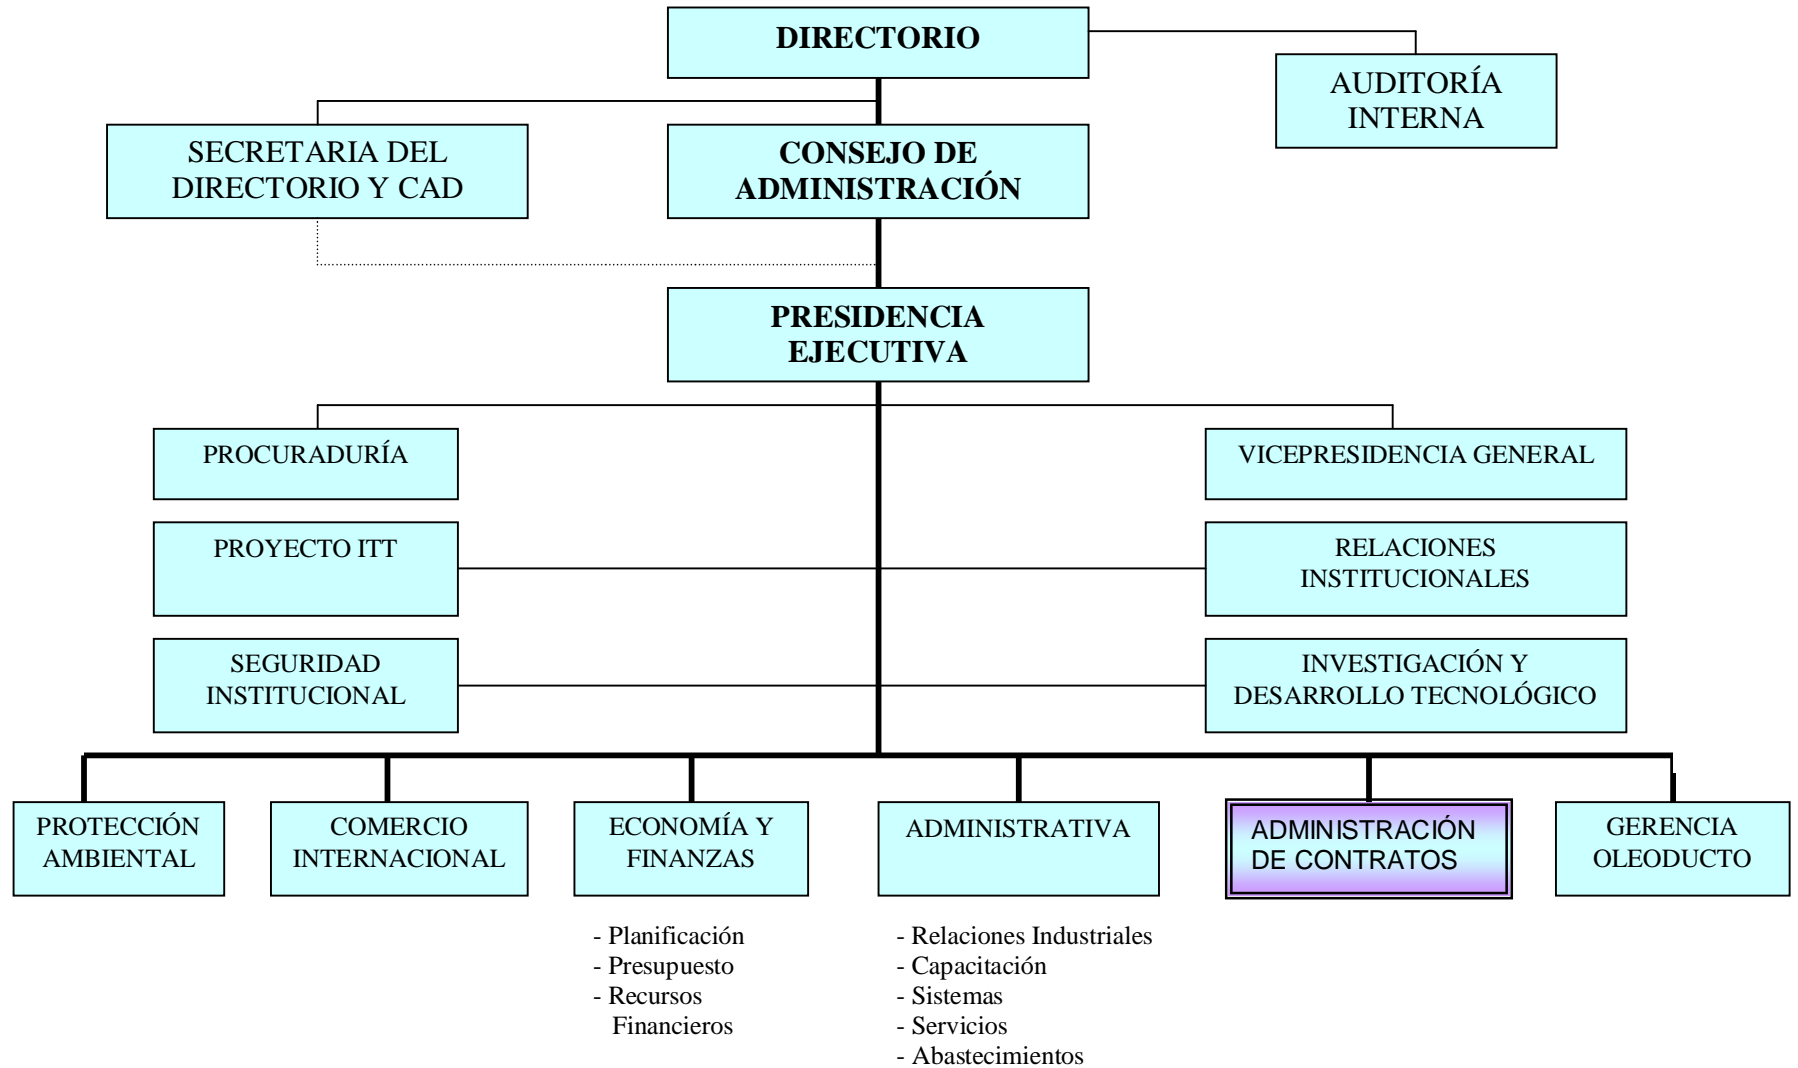 DIRECTORIO
AUDITORÍA
INTERNA
SECRETARIA DEL
DIRECTORIO Y CAD
CONSEJO DE
ADMINISTRACIÓN
PRESIDENCIA
EJECUTIVA
PROCURADURÍA
VICEPRESIDENCIA GENERAL
PROYECTO ITT
RELACIONES
INSTITUCIONALES
SEGURIDAD
INSTITUCIONAL
INVESTIGACIÓN Y
DESARROLLO TECNOLÓGICO
PROTECCIÓN
AMBIENTAL
COMERCIO
INTERNACIONAL
ECONOMÍA Y
FINANZAS
ADMINISTRATIVA
ADMINISTRACIÓN
DE CONTRATOS
GERENCIA
OLEODUCTO
- Planificación
- Presupuesto
- Recursos
Financieros
- Relaciones Industriales
- Capacitación
- Sistemas
- Servicios
- Abastecimientos